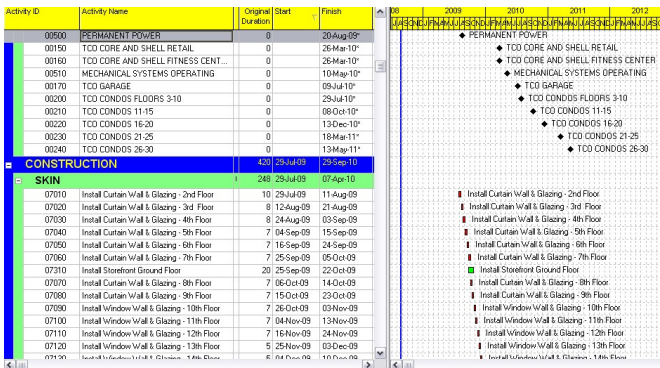 Activity ID Activity Name Original Duration Start Finish 08 2009 2010 2011 2012
00500 PERMANENT POWER 0 20-Aug-09* PERMANENT POWER
00150 TCO CORE AND SHELL RETAIL 0 26-Mar-10* TCO CORE AND SHELL RETAIL
00160 TCO CORE AND SHELL FITNESS CENT... 0 26-Mar-10* TCO CORE AND SHELL FITNESS CENTER
00510 MECHANICAL SYSTEMS OPERATING 0 10-May-10* MECHANICAL SYSTEMS OPERATING
00170 TCO GARAGE 0 09-Jul-10* TCO GARAGE
00200 TCO CONDOS FLOORS 3-10 0 29-Jul-10* TCO CONDOS FLOORS 3-10
00210 TCO CONDOS 11-15 0 08-Oct-10* TCO CONDOS 11-15
00220 TCO CONDOS 16-20 0 13-Dec-10* TCO CONDOS 16-20
00230 TCO CONDOS 21-25 0 18-Mar-11* TCO CONDOS 21-25
00240 TCO CONDOS 26-30 0 13-May-11* TCO CONDOS 26-30
CONSTRUCTION 420 29-Jul-09 29-Sep-10
SKIN 248 29-Jul-09 07-Apr-10
07010 Install Curtain Wall & Glazing - 2nd Floor 10 29-Jul-09 11-Aug-09 Install Curtain Wall & Glazing - 2nd Floor
07020 Install Curtain Wall & Glazing - 3rd Floor 8 12-Aug-09 21-Aug-09 Install Curtain Wall & Glazing - 3rd Floor
07030 Install Curtain Wall & Glazing - 4th Floor 8 24-Aug-09 03-Sep-09 Install Curtain Wall & Glazing - 4th Floor
07040 Install Curtain Wall & Glazing - 5th Floor 7 04-Sep-09 15-Sep-09 Install Curtain Wall & Glazing - 5th Floor
07050 Install Curtain Wall & Glazing - 6th Floor 7 16-Sep-09 24-Sep-09 Install Curtain Wall & Glazing - 6th Floor
07060 Install Curtain Wall & Glazing - 7th Floor 7 25-Sep-09 05-Oct-09 Install Curtain Wall & Glazing - 7th Floor
07310 Install Storefront Ground Floor 20 25-Sep-09 22-Oct-09 Install Storefront Ground Floor
07070 Install Curtain Wall & Glazing - 8th Floor 7 06-Oct-09 14-Oct-09 Install Curtain Wall & Glazing - 8th Floor
07080 Install Curtain Wall & Glazing - 9th Floor 7 15-Oct-09 23-Oct-09 Install Curtain Wall & Glazing - 9th Floor
07090 Install Window Wall & Glazing - 10th Floor 7 26-Oct-09 03-Nov-09 Install Window Wall & Glazing - 10th Floor
07100 Install Window Wall & Glazing - 11th Floor 7 04-Nov-09 13-Nov-09 Install Window Wall & Glazing - 11th Floor
07110 Install Window Wall & Glazing - 12th Floor 7 16-Nov-09 24-Nov-09 Install Window Wall & Glazing - 12th Floor
07120 Install Window Wall & Glazing - 13th Floor 5 25-Nov-09 03-Dec-09 Install Window Wall & Glazing - 13th Floor
07130 Install Window Wall & Glazing - 14th Floor 5 04-Dec-09 10-Dec-09 Install Window Wall & Glazing - 14th Floor